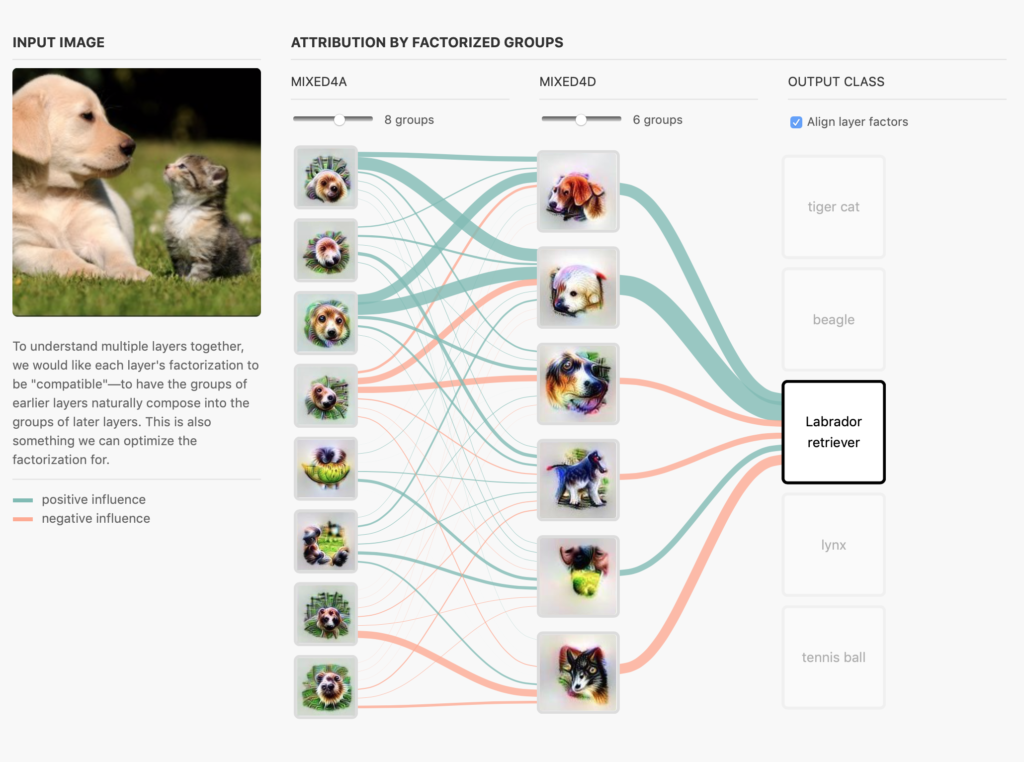 INPUT IMAGE
ATTRIBUTION BY FACTORIZED GROUPS
MIXED4A
MIXED4D
OUTPUT CLASS
8 groups
6 groups
Align layer factors
tiger cat
beagle
Labrador
retriever
lynx
tennis ball
To understand multiple layers together,
we would like each layer's factorization to
be "compatible"—to have the groups of
earlier layers naturally compose into the
groups of later layers. This is also
something we can optimize the
factorization for.
positive influence
negative influence